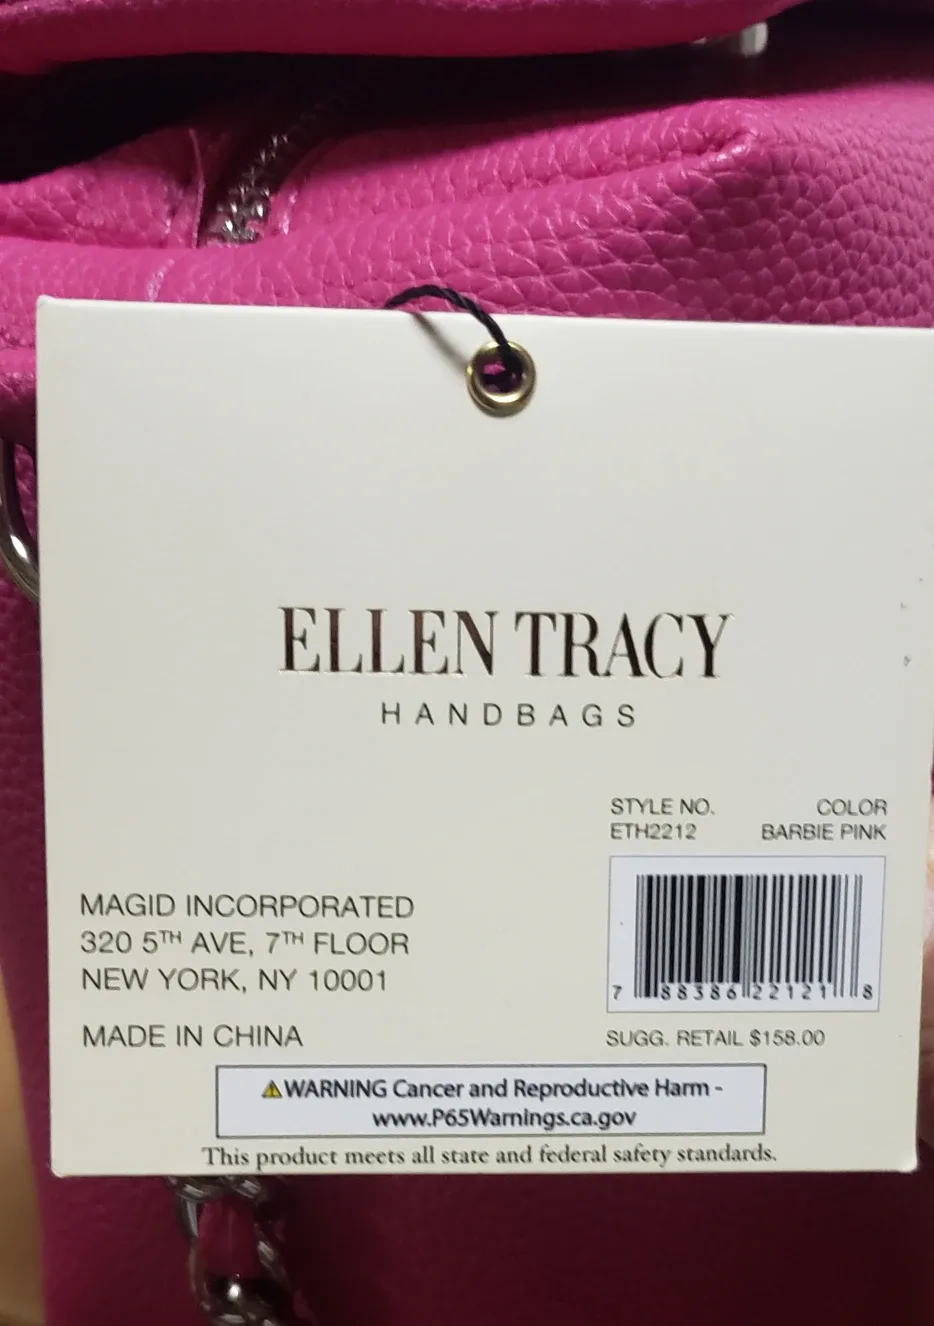 ELLEN TRACY
HANDBAGS
STYLE NO. COLOR
ETH2212 BARBIE PINK
MAGID INCORPORATED
320 5TH AVE, 7TH FLOOR
NEW YORK, NY 10001
MADE IN CHINA
7 88386 22121 8
SUGG. RETAIL $158.00
⚠WARNING Cancer and Reproductive Harm -
www.P65Warnings.ca.gov
This product meets all state and federal safety standards.